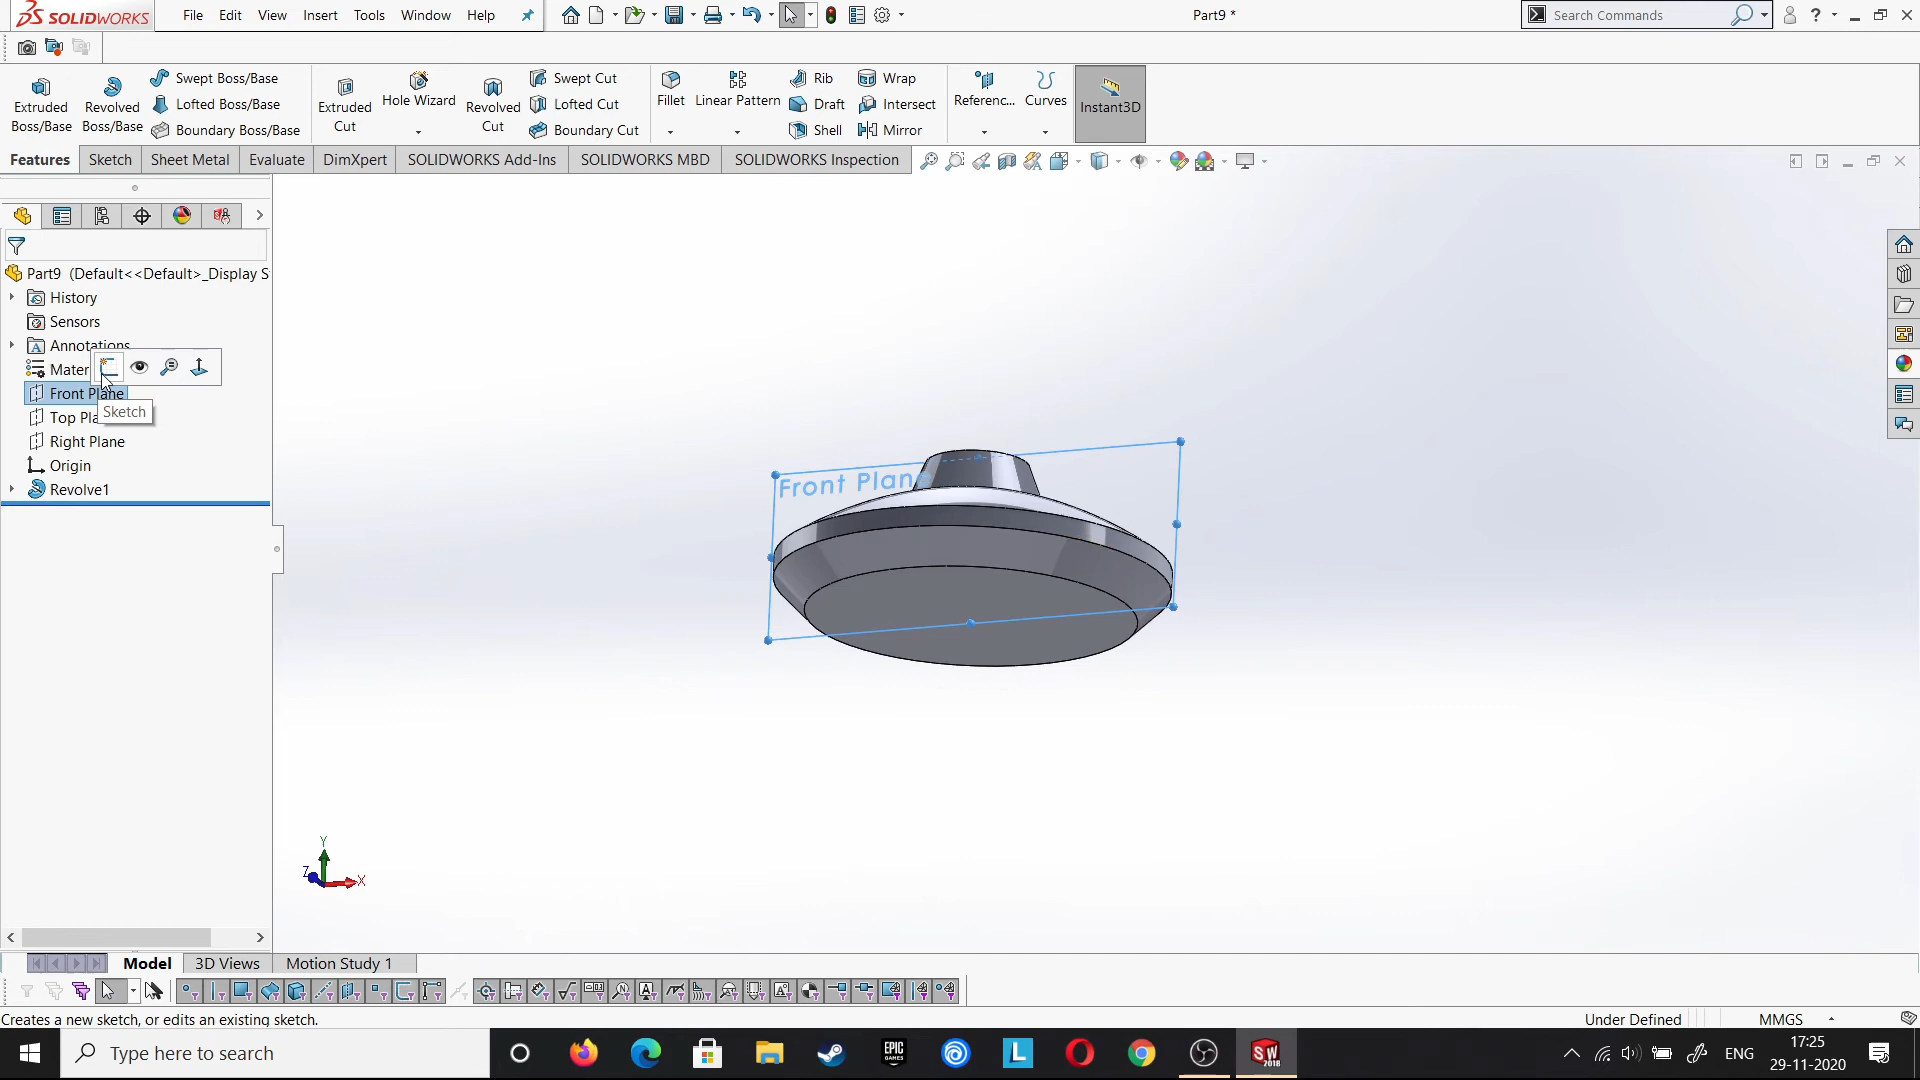 SOLIDWORKS File Edit View Insert Tools Window Help Part9 * Search Commands ?
Extruded Boss/Base
Revolved Boss/Base
Swept Boss/Base
Lofted Boss/Base
Boundary Boss/Base
Extruded Cut
Hole Wizard
Revolved Cut
Swept Cut
Lofted Cut
Boundary Cut
Fillet
Linear Pattern
Rib
Draft
Shell
Wrap
Intersect
Mirror
Referenc...
Curves
Instant3D
Features Sketch Sheet Metal Evaluate DimXpert SOLIDWORKS Add-Ins SOLIDWORKS MBD SOLIDWORKS Inspection
Part9 (Default<<Default>_Display S
History
Sensors
Annotations
Mater
Front Plane
Sketch
Top Pla
Right Plane
Origin
Revolve1
Front Plane
Y
Z
X
Model 3D Views Motion Study 1
Creates a new sketch, or edits an existing sketch. Under Defined MMGS
Type here to search
EPIC GAMES
L
SW 2018
ENG
17:25
29-11-2020